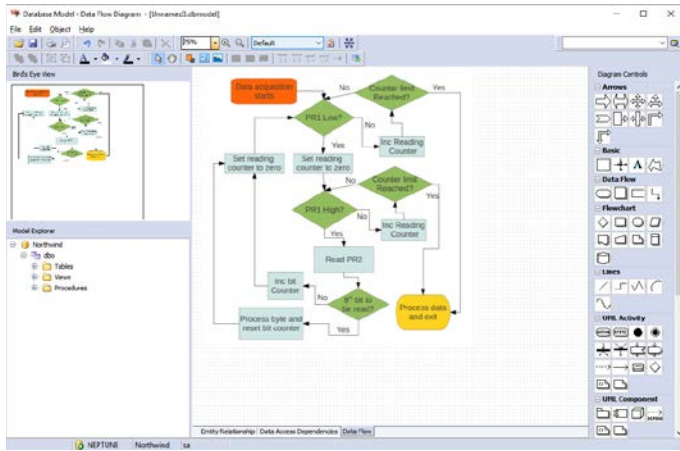 Database Model - Data Flow Diagram - [Unnamed3.dbmodel]
File Edit Object Help
75%
Default
Birds Eye View
Model Explorer
Northwind
dbo
Tables
Views
Procedures
Data acquisition
starts
PR1 Low?
No
Counter limit
Reached?
Yes
No
Inc Reading
Counter
Yes
Set reading
counter to zero
Set reading
counter to zero
No
Counter limit
Reached?
Yes
PR1 High?
No
Inc Reading
Counter
Yes
Read PR2
Inc bit
Counter
No
8th bit to
be read?
Process data
and exit
Process byte and
reset bit counter
Yes
Entity Relationship
Data Access Dependencies
Data Flow
Diagram Controls
Arrows
Basic
A
Data Flow
Flowchart
Lines
UML Activity
UML Component
NEPTUNE Northwind sa